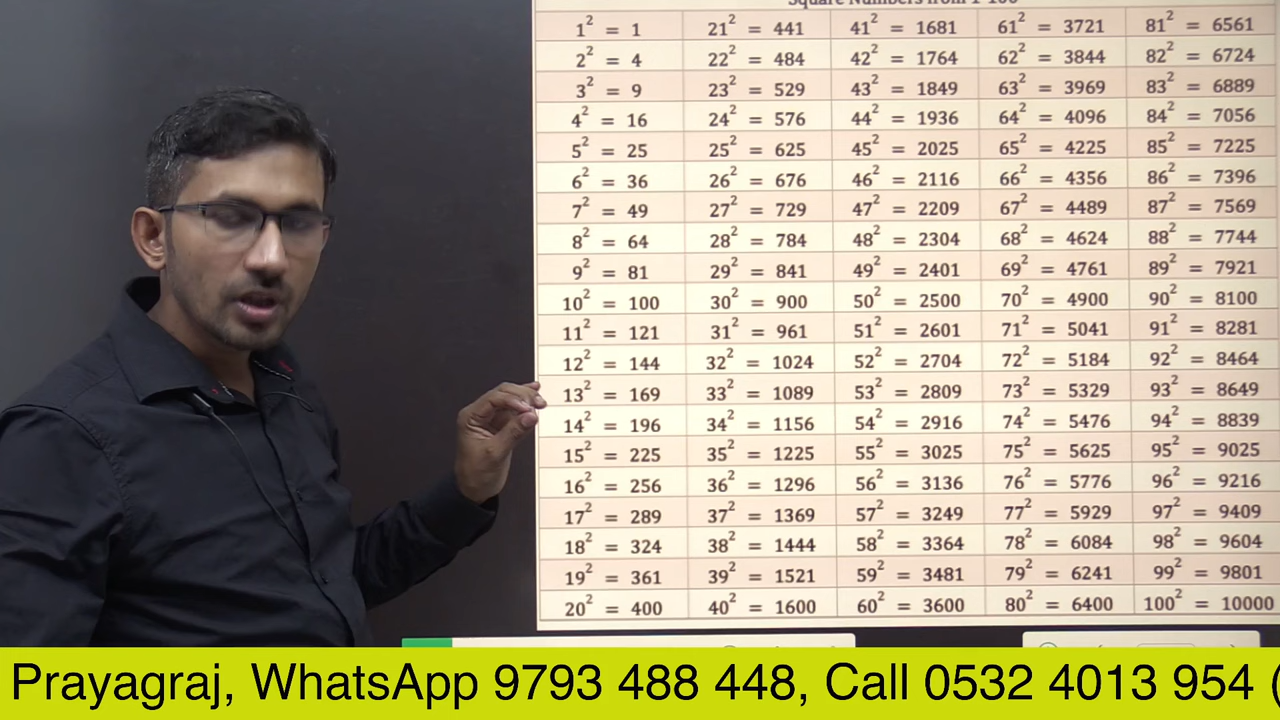 Square Numbers from 1-100
1² = 1 21² = 441 41² = 1681 61² = 3721 81² = 6561
2² = 4 22² = 484 42² = 1764 62² = 3844 82² = 6724
3² = 9 23² = 529 43² = 1849 63² = 3969 83² = 6889
4² = 16 24² = 576 44² = 1936 64² = 4096 84² = 7056
5² = 25 25² = 625 45² = 2025 65² = 4225 85² = 7225
6² = 36 26² = 676 46² = 2116 66² = 4356 86² = 7396
7² = 49 27² = 729 47² = 2209 67² = 4489 87² = 7569
8² = 64 28² = 784 48² = 2304 68² = 4624 88² = 7744
9² = 81 29² = 841 49² = 2401 69² = 4761 89² = 7921
10² = 100 30² = 900 50² = 2500 70² = 4900 90² = 8100
11² = 121 31² = 961 51² = 2601 71² = 5041 91² = 8281
12² = 144 32² = 1024 52² = 2704 72² = 5184 92² = 8464
13² = 169 33² = 1089 53² = 2809 73² = 5329 93² = 8649
14² = 196 34² = 1156 54² = 2916 74² = 5476 94² = 8839
15² = 225 35² = 1225 55² = 3025 75² = 5625 95² = 9025
16² = 256 36² = 1296 56² = 3136 76² = 5776 96² = 9216
17² = 289 37² = 1369 57² = 3249 77² = 5929 97² = 9409
18² = 324 38² = 1444 58² = 3364 78² = 6084 98² = 9604
19² = 361 39² = 1521 59² = 3481 79² = 6241 99² = 9801
20² = 400 40² = 1600 60² = 3600 80² = 6400 100² = 10000
Prayagraj, WhatsApp 9793 488 448, Call 0532 4013 954 (